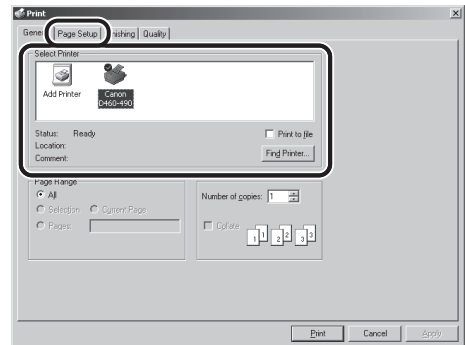 Print
General Page Setup Finishing Quality
Select Printer
Add Printer
Canon
D460-490
Status: Ready
Location:
Comment:
Print to file
Find Printer...
Page Range
All
Selection Current Page
Pages:
Number of copies: 1
Collate
1 1 2 2 3 3
Print Cancel Apply